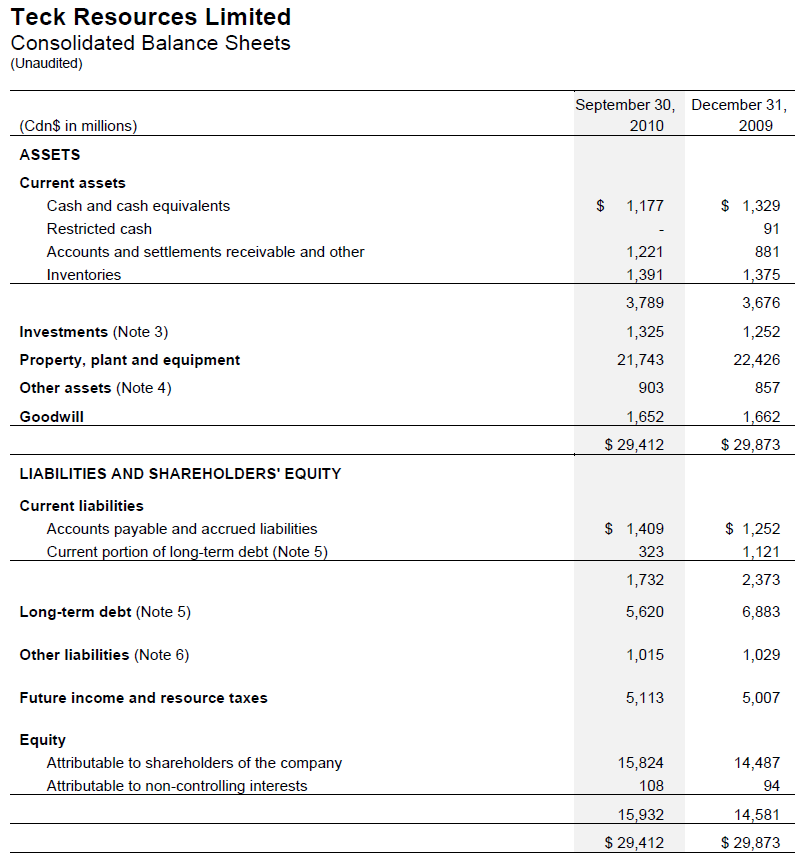 Teck Resources Limited
Consolidated Balance Sheets
(Unaudited)
September 30, December 31,
(Cdn$ in millions) 2010 2009
ASSETS
Current assets
Cash and cash equivalents $ 1,177 $ 1,329
Restricted cash - 91
Accounts and settlements receivable and other 1,221 881
Inventories 1,391 1,375
3,789 3,676
Investments (Note 3) 1,325 1,252
Property, plant and equipment 21,743 22,426
Other assets (Note 4) 903 857
Goodwill 1,652 1,662
$ 29,412 $ 29,873
LIABILITIES AND SHAREHOLDERS' EQUITY
Current liabilities
Accounts payable and accrued liabilities $ 1,409 $ 1,252
Current portion of long-term debt (Note 5) 323 1,121
1,732 2,373
Long-term debt (Note 5) 5,620 6,883
Other liabilities (Note 6) 1,015 1,029
Future income and resource taxes 5,113 5,007
Equity
Attributable to shareholders of the company 15,824 14,487
Attributable to non-controlling interests 108 94
15,932 14,581
$ 29,412 $ 29,873